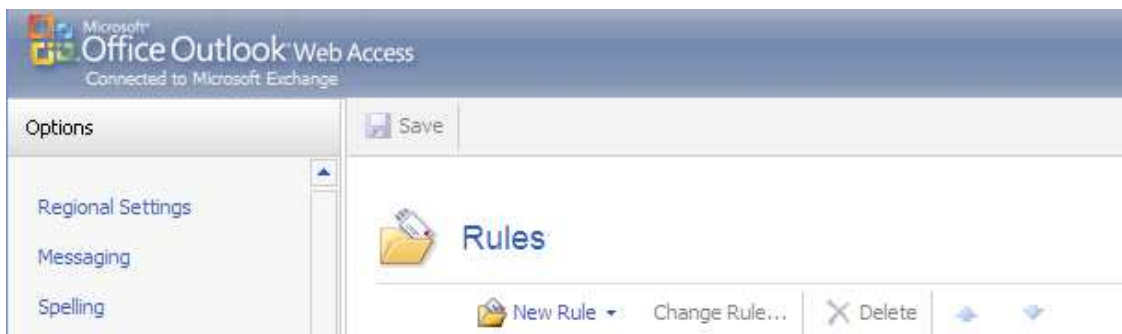 Microsoft
Office Outlook Web Access
Connected to Microsoft Exchange
Options
Save
Regional Settings
Messaging
Spelling
Rules
New Rule Change Rule... Delete